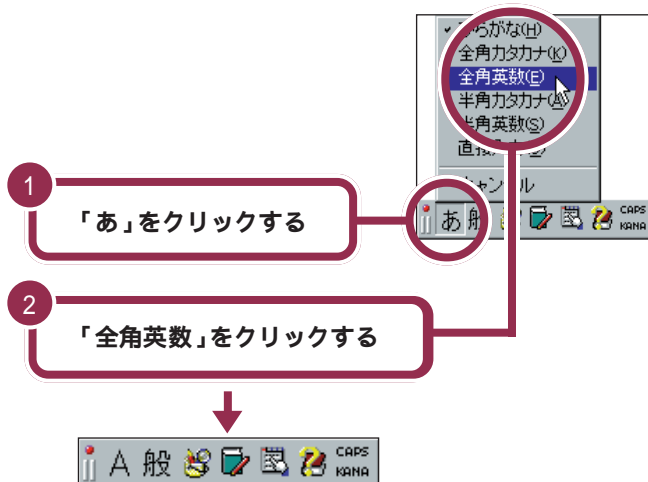 ひらがな(H)
全角カタカナ(K)
全角英数(E)
半角カタカナ(A)
半角英数(S)
キャンセル
1
「あ」をクリックする
あ 般 CAPS
KANA
2
「全角英数」をクリックする
A 般 CAPS
KANA